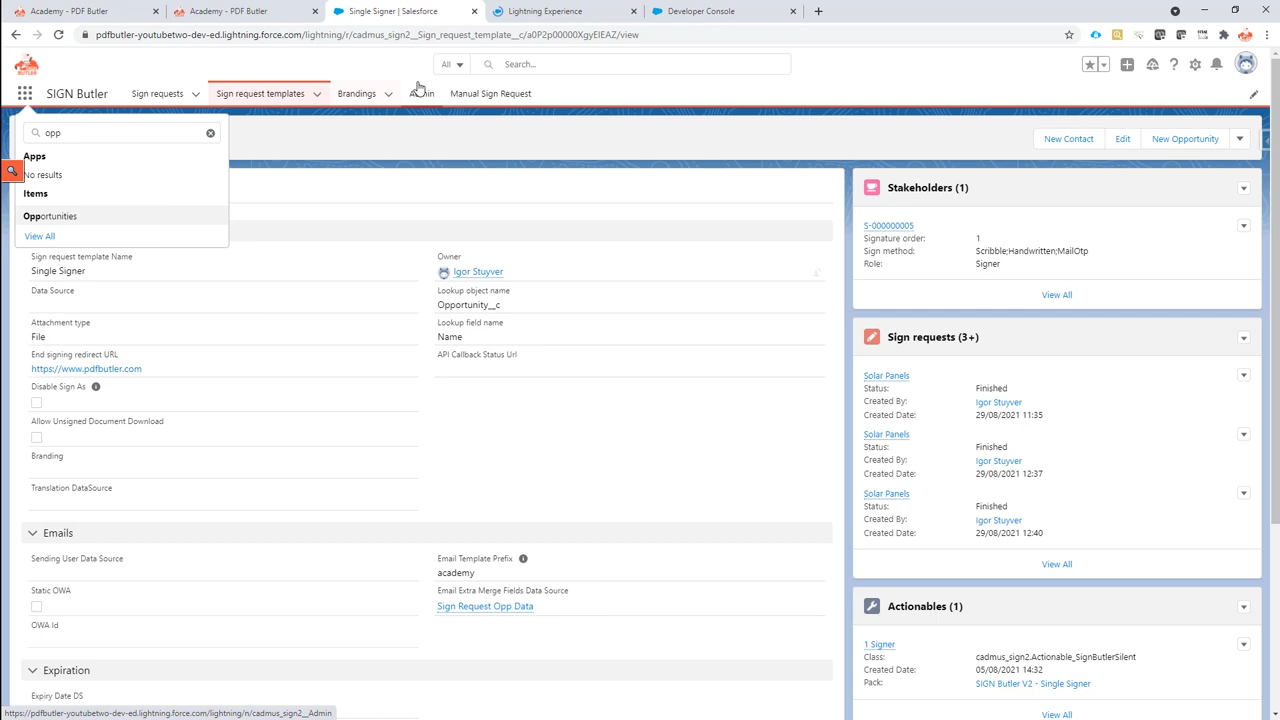 Academy - PDF Butler
Academy - PDF Butler
Single Signer | Salesforce
Lightning Experience
Developer Console
pdfbutler-youtubetwo-dev-ed.lightning.force.com/lightning/r/cadmus_sign2__Sign_request_template__c/a0P2p00000XgyEIEAZ/view
All
Search...
SIGN Butler
Sign requests
Sign request templates
Brandings
Admin
Manual Sign Request
opp
Apps
No results
Items
Opportunities
View All
New Contact
Edit
New Opportunity
Sign request template Name
Single Signer
Data Source
Attachment type
File
End signing redirect URL
https://www.pdfbutler.com
Disable Sign As
Allow Unsigned Document Download
Branding
Translation DataSource
Owner
Igor Stuyver
Lookup object name
Opportunity__c
Lookup field name
Name
API Callback Status Url
Emails
Sending User Data Source
Static OWA
OWA Id
Email Template Prefix
academy
Email Extra Merge Fields Data Source
Sign Request Opp Data
Expiration
Expiry Date DS
Stakeholders (1)
S-000000005
Signature order: 1
Sign method: Scribble;Handwritten;MailOtp
Role: Signer
View All
Sign requests (3+)
Solar Panels
Status: Finished
Created By: Igor Stuyver
Created Date: 29/08/2021 11:35
Solar Panels
Status: Finished
Created By: Igor Stuyver
Created Date: 29/08/2021 12:37
Solar Panels
Status: Finished
Created By: Igor Stuyver
Created Date: 29/08/2021 12:40
View All
Actionables (1)
1 Signer
Class: cadmus_sign2.Actionable_SignButlerSilent
Created Date: 05/08/2021 14:32
Pack: SIGN Butler V2 - Single Signer
View All
https://pdfbutler-youtubetwo-dev-ed.lightning.force.com/lightning/n/cadmus_sign2__Admin